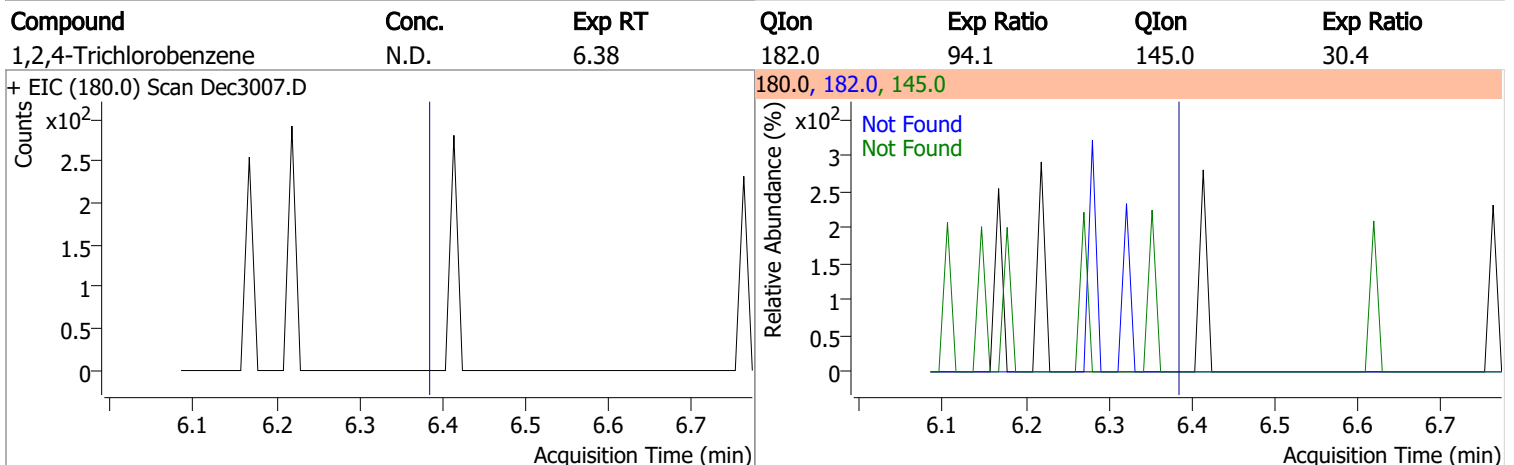 Compound Conc. Exp RT QIon Exp Ratio QIon Exp Ratio
1,2,4-Trichlorobenzene N.D. 6.38 182.0 94.1 145.0 30.4
+ EIC (180.0) Scan Dec3007.D
Counts
x10²
2.5
2
1.5
1
0.5
0
6.1 6.2 6.3 6.4 6.5 6.6 6.7
Acquisition Time (min)
180.0, 182.0, 145.0
Relative Abundance (%)
x10²
Not Found
Not Found
3
2.5
2
1.5
1
0.5
0
6.1 6.2 6.3 6.4 6.5 6.6 6.7
Acquisition Time (min)